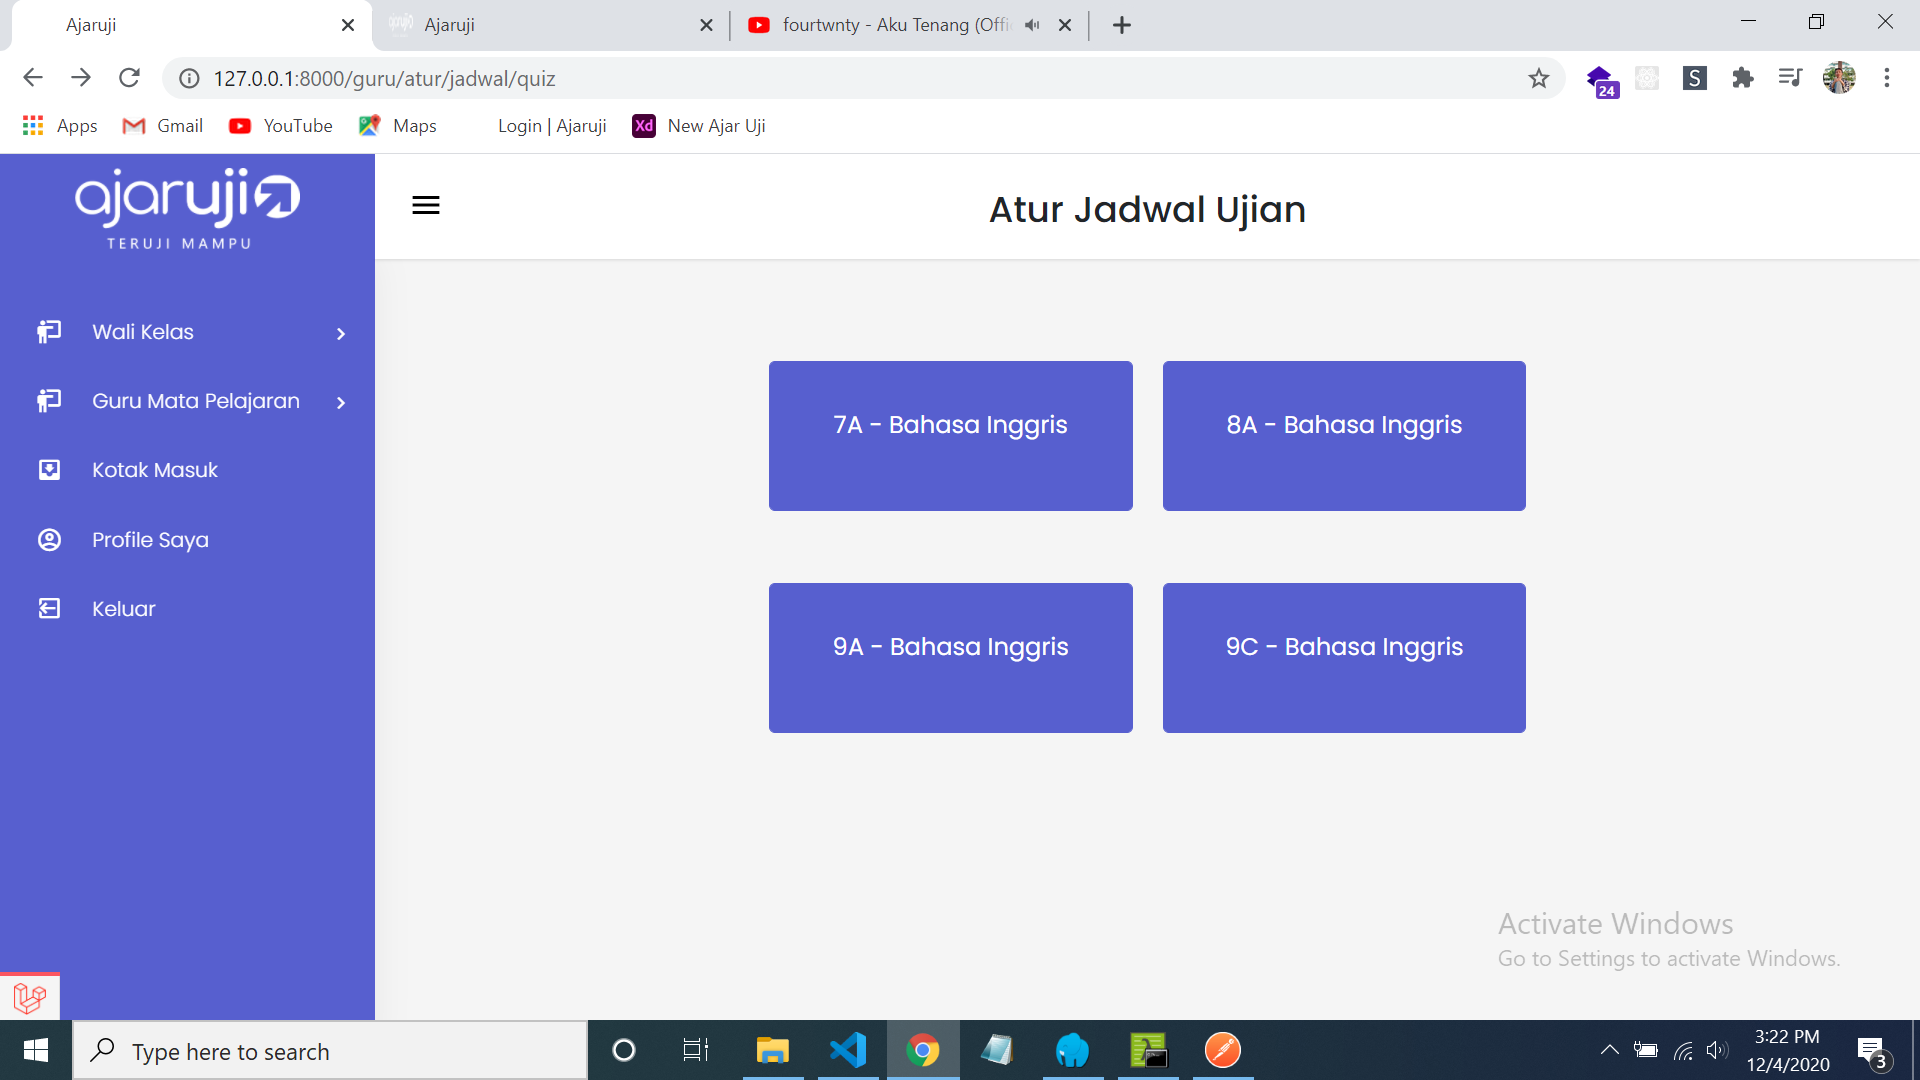 Ajaruji
Ajaruji
fourtwnty - Aku Tenang (Offi
127.0.0.1:8000/guru/atur/jadwal/quiz
24
S
Apps
Gmail
YouTube
Maps
Login | Ajaruji
Xd
New Ajar Uji
ajaruji
TERUJI MAMPU
Atur Jadwal Ujian
Wali Kelas
Guru Mata Pelajaran
Kotak Masuk
Profile Saya
Keluar
7A - Bahasa Inggris
8A - Bahasa Inggris
9A - Bahasa Inggris
9C - Bahasa Inggris
Activate Windows
Go to Settings to activate Windows.
Type here to search
3:22 PM
12/4/2020
3